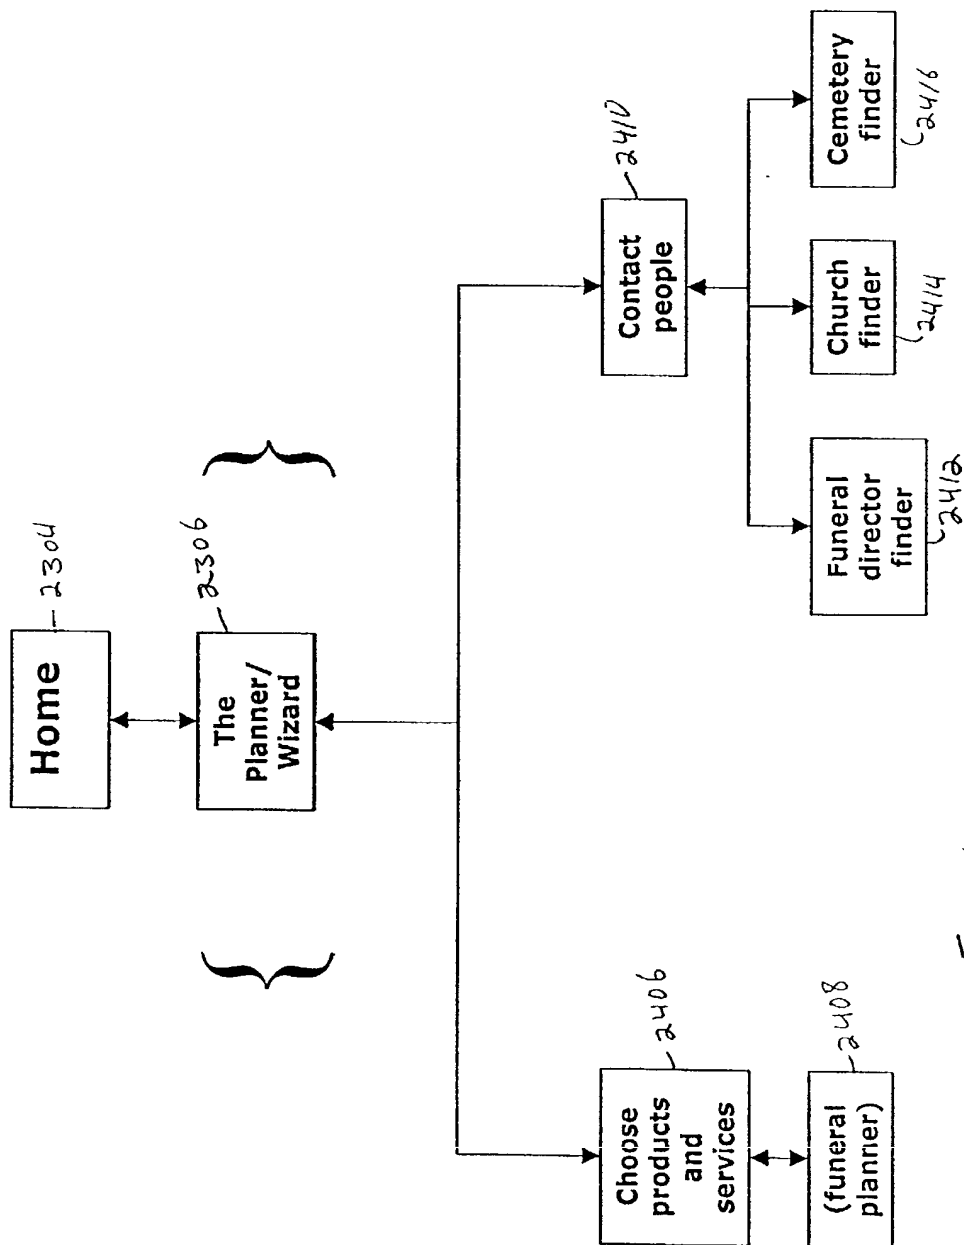 Home
2304
The
Planner/
Wizard
2306
{
}
Choose
products
and
services
2406
(funeral
planner)
2408
Contact
people
2410
Funeral
director
finder
2412
Church
finder
2414
Cemetery
finder
2416